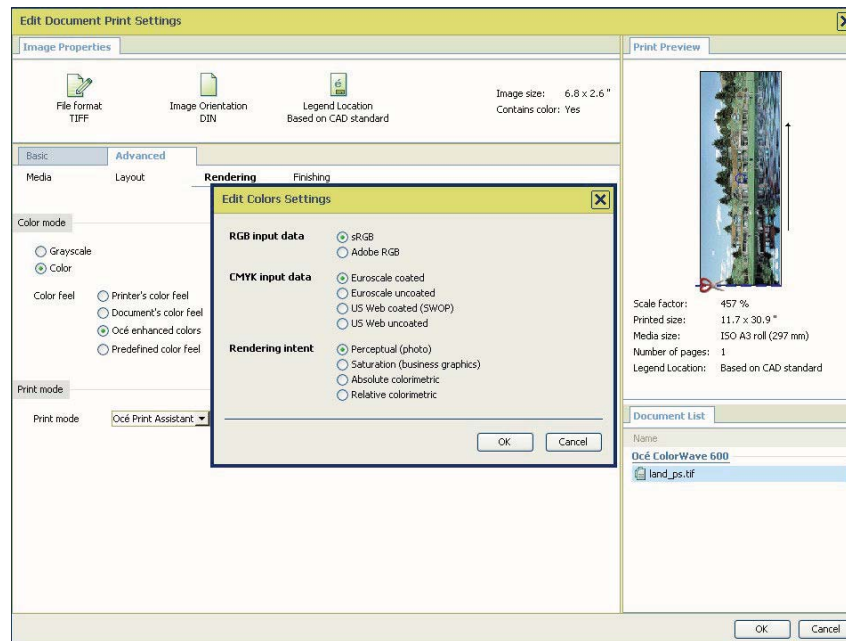 Edit Document Print Settings
Image Properties
File format
TIFF
Image Orientation
DIN
Legend Location
Based on CAD standard
Image size: 6.8 x 2.6 "
Contains color: Yes
Basic
Advanced
Media
Layout
Rendering
Finishing
Color mode
Grayscale
Color
Color feel
Printer's color feel
Document's color feel
Océ enhanced colors
Predefined color feel
Print mode
Print mode
Océ Print Assistant
Edit Colors Settings
RGB input data
sRGB
Adobe RGB
CMYK input data
Euroscale coated
Euroscale uncoated
US Web coated (SWOP)
US Web uncoated
Rendering intent
Perceptual (photo)
Saturation (business graphics)
Absolute colorimetric
Relative colorimetric
OK
Cancel
Print Preview
Scale factor: 457 %
Printed size: 11.7 x 30.9 "
Media size: ISO A3 roll (297 mm)
Number of pages: 1
Legend Location: Based on CAD standard
Document List
Name
Océ ColorWave 600
land_ps.tif
OK
Cancel